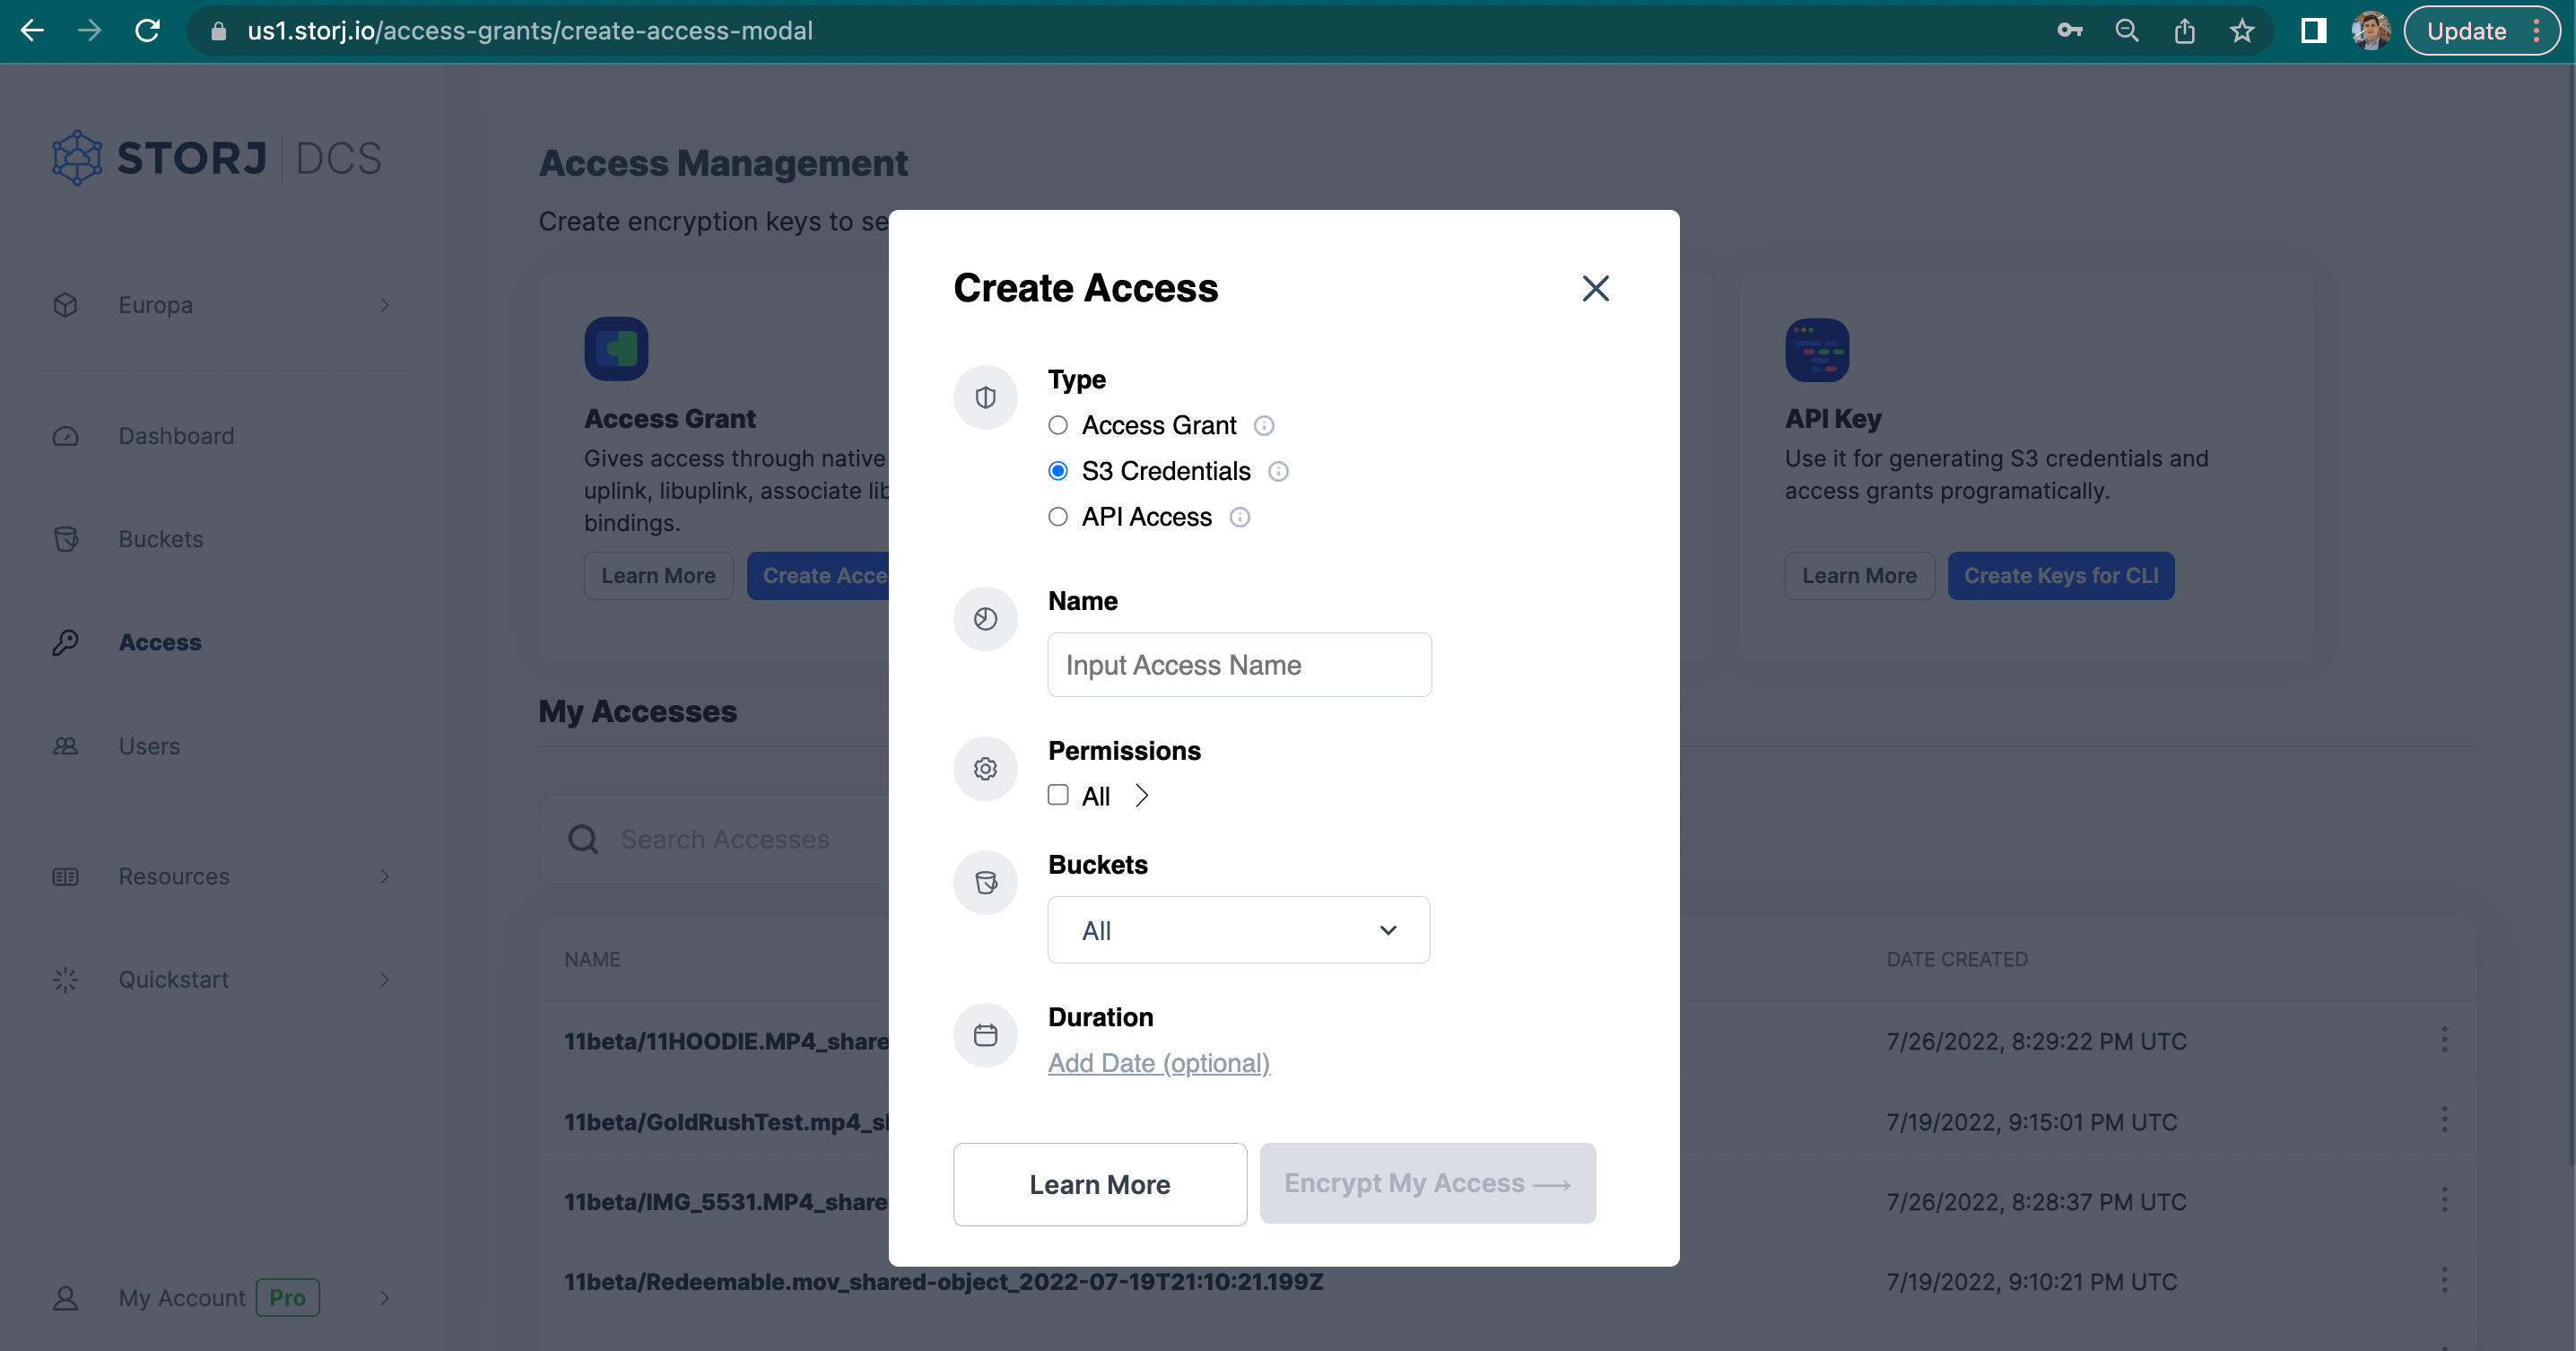 us1.storj.io/access-grants/create-access-modal
Update
STORJ DCS
Europa
Dashboard
Buckets
Access
Users
Resources
Quickstart
My Account Pro
Access Management
Create encryption keys to se
Access Grant
Gives access through native
uplink, libuplink, associate lib
bindings.
Learn More
Create Acce
API Key
Use it for generating S3 credentials and
access grants programatically.
Learn More
Create Keys for CLI
My Accesses
Search Accesses
NAME
DATE CREATED
11beta/11HOODIE.MP4_share
7/26/2022, 8:29:22 PM UTC
11beta/GoldRushTest.mp4_s
7/19/2022, 9:15:01 PM UTC
11beta/IMG_5531.MP4_share
7/26/2022, 8:28:37 PM UTC
11beta/Redeemable.mov_shared-object_2022-07-19T21:10:21.199Z
7/19/2022, 9:10:21 PM UTC
Create Access
Type
Access Grant
S3 Credentials
API Access
Name
Input Access Name
Permissions
All
Buckets
All
Duration
Add Date (optional)
Learn More
Encrypt My Access